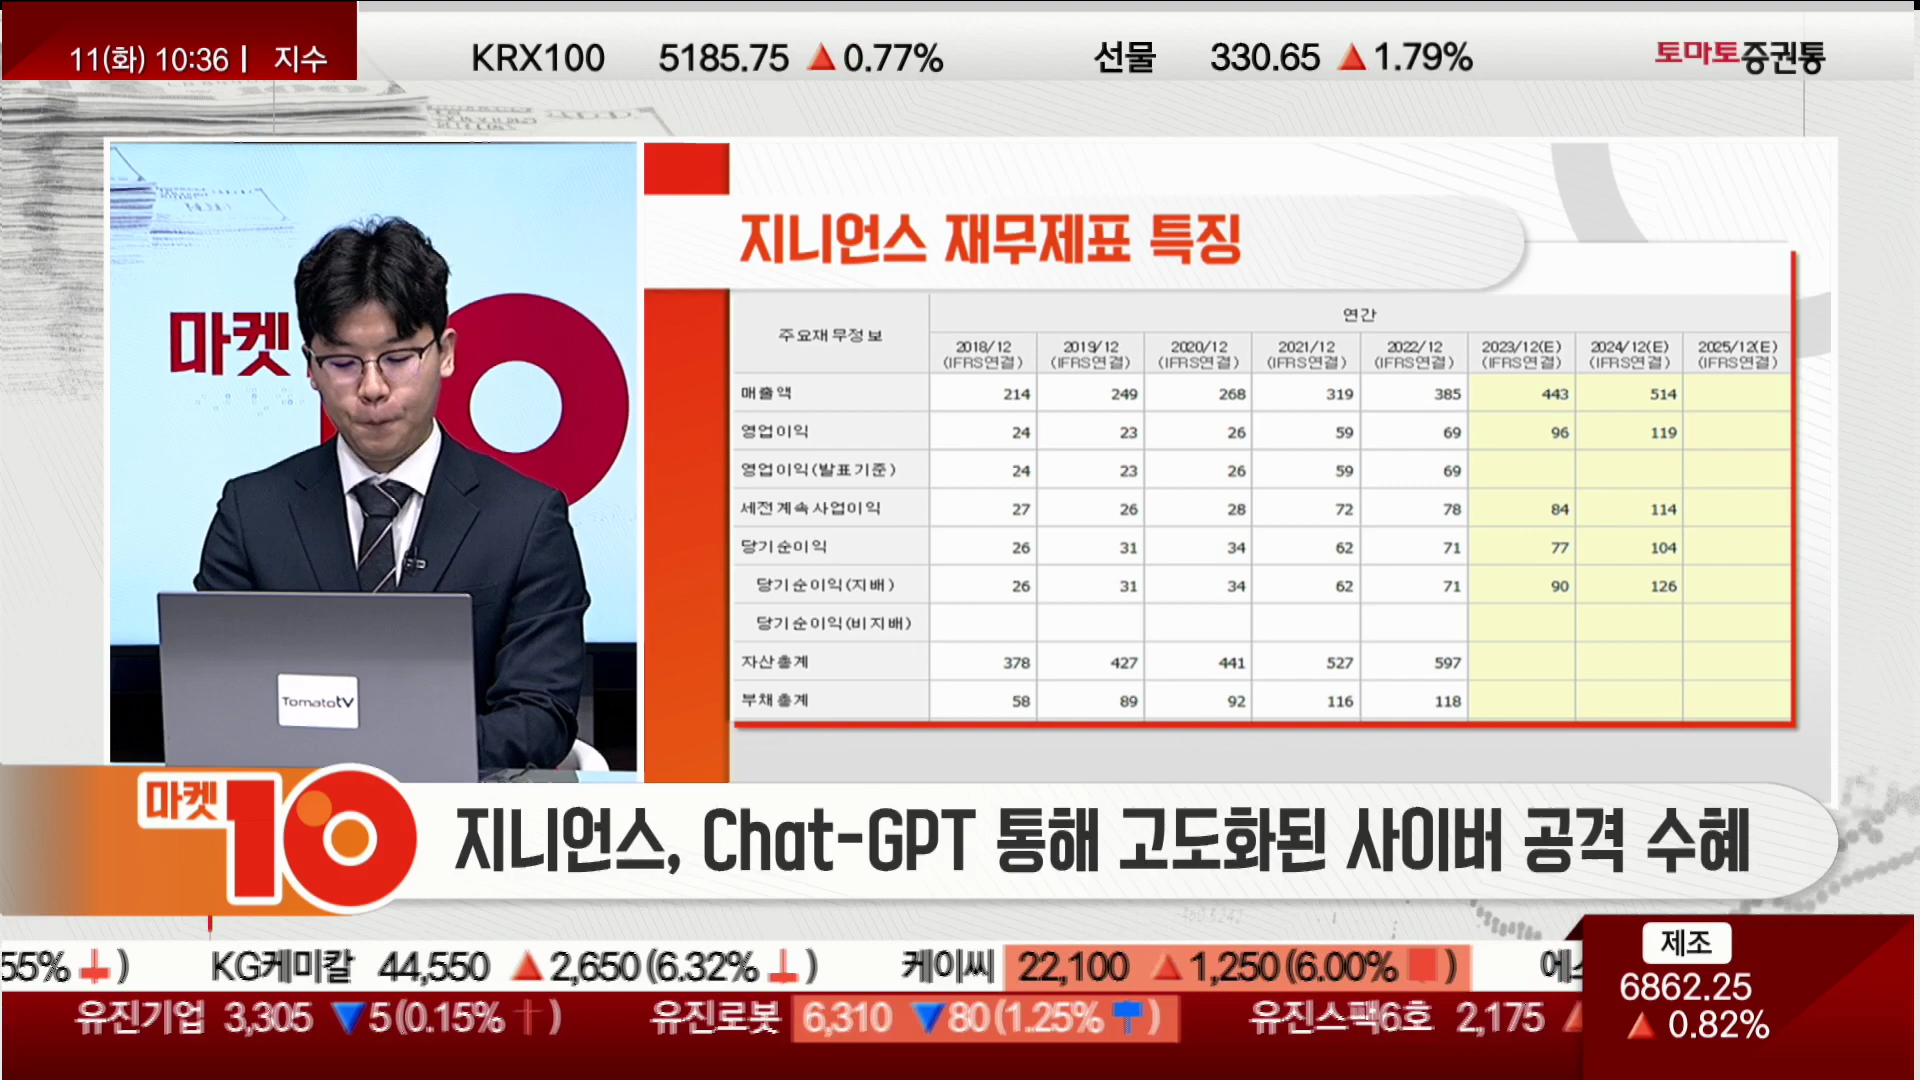 11(화) 10:36 | 지수
KRX100 5185.75 ▲ 0.77% 선물 330.65 ▲ 1.79%
토마토증권통
마켓
TomatoTV
지니언스 재무제표 특징
주요재무정보 연간
2018/12 (IFRS연결) 2019/12 (IFRS연결) 2020/12 (IFRS연결) 2021/12 (IFRS연결) 2022/12 (IFRS연결) 2023/12(E) (IFRS연결) 2024/12(E) (IFRS연결) 2025/12(E) (IFRS연결)
매출액 214 249 268 319 385 443 514
영업이익 24 23 26 59 69 96 119
영업이익(발표기준) 24 23 26 59 69
세전계속사업이익 27 26 28 72 78 84 114
당기순이익 26 31 34 62 71 77 104
당기순이익(지배) 26 31 34 62 71 90 126
당기순이익(비지배)
자산총계 378 427 441 527 597
부채총계 58 89 92 116 118
마켓10
지니언스, Chat-GPT 통해 고도화된 사이버 공격 수혜
55% ) KG케미칼 44,550 ▲2,650(6.32% ) 케이씨 22,100 ▲1,250(6.00% )
유진기업 3,305 ▼5(0.15% ) 유진로봇 6,310 ▼80(1.25% ) 유진스팩6호 2,175 ▲
제조
6862.25
▲ 0.82%